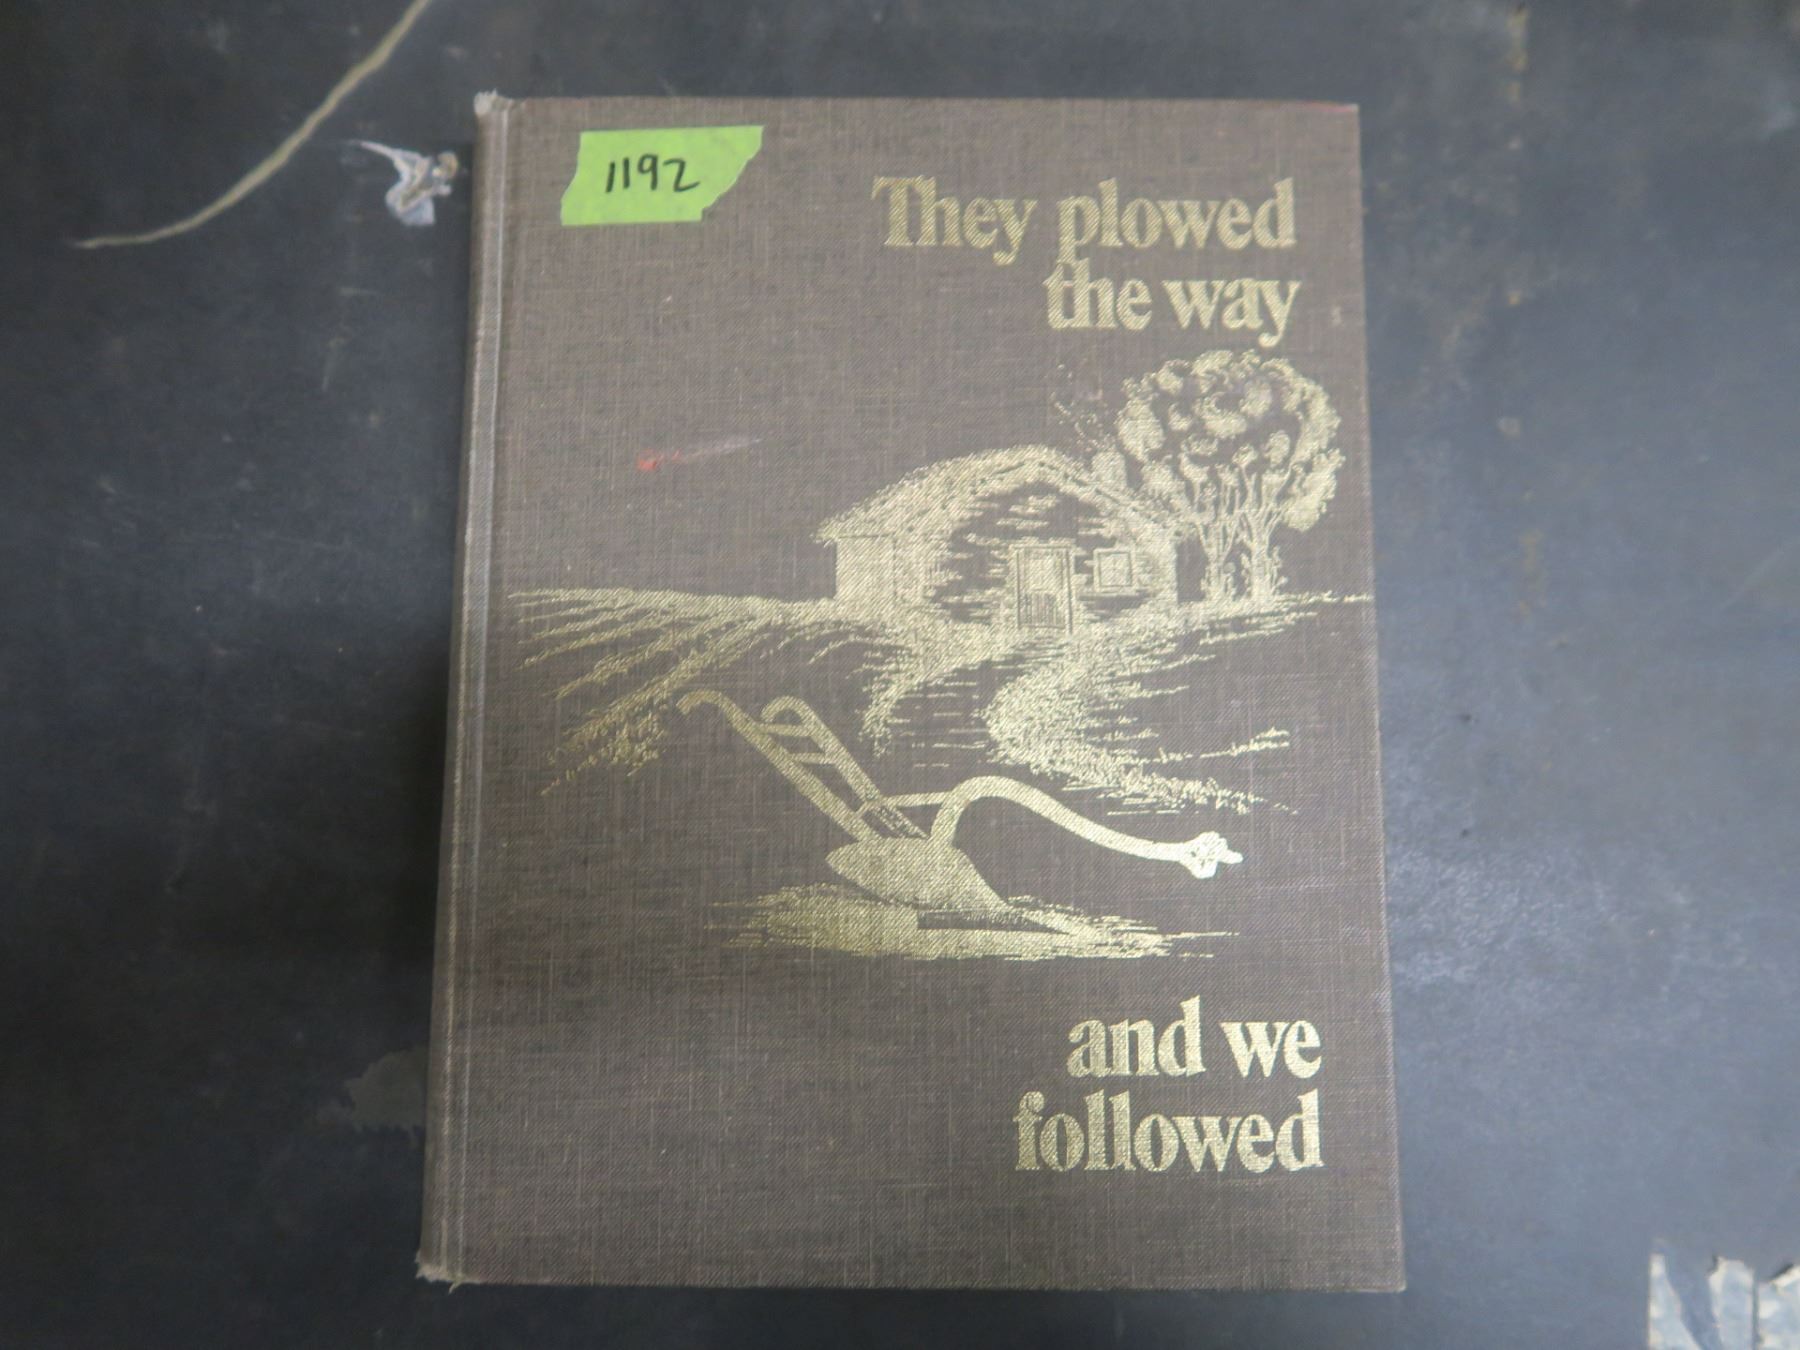 1192
They plowed
the way
and we
followed